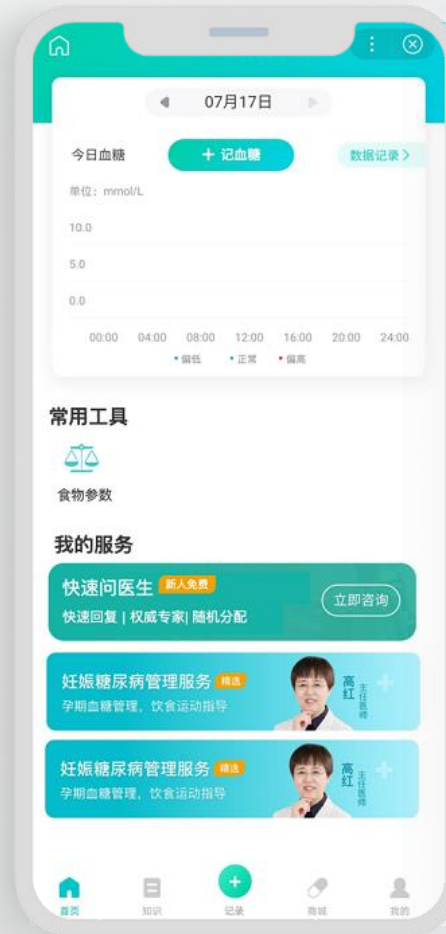 07月17日
今日血糖
+ 记血糖
数据记录 >
单位：mmol/L
10.0
5.0
0.0
00:00 04:00 08:00 12:00 16:00 20:00 24:00
偏低 正常 偏高
常用工具
食物参数
我的服务
快速问医生 新人免费
快速回复 | 权威专家| 随机分配
立即咨询
妊娠糖尿病管理服务 精选
孕期血糖管理，饮食运动指导
高红
主任医师
妊娠糖尿病管理服务 精选
孕期血糖管理，饮食运动指导
高红
主任医师
首页 知识 记录 商城 我的